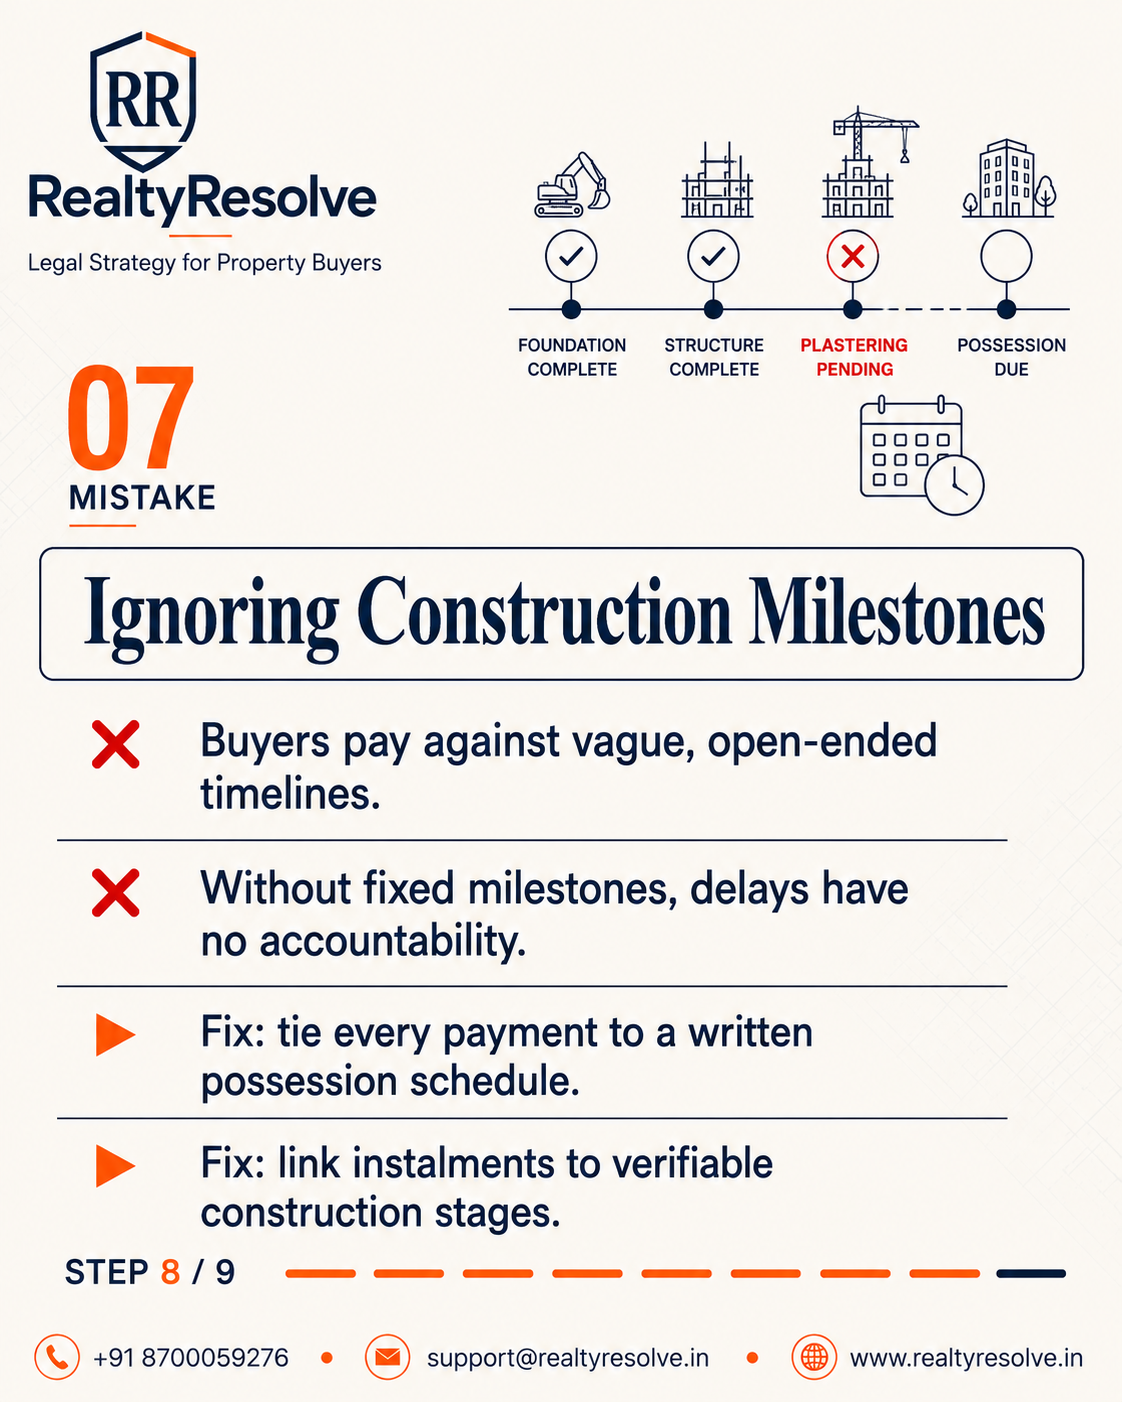 RR
RealtyResolve
Legal Strategy for Property Buyers
FOUNDATION
COMPLETE
STRUCTURE
COMPLETE
PLASTERING
PENDING
POSSESSION
DUE
07
MISTAKE
Ignoring Construction Milestones
Buyers pay against vague, open-ended
timelines.
Without fixed milestones, delays have
no accountability.
Fix: tie every payment to a written
possession schedule.
Fix: link instalments to verifiable
construction stages.
STEP 8 / 9
+91 8700059276 • support@realtyresolve.in • www.realtyresolve.in